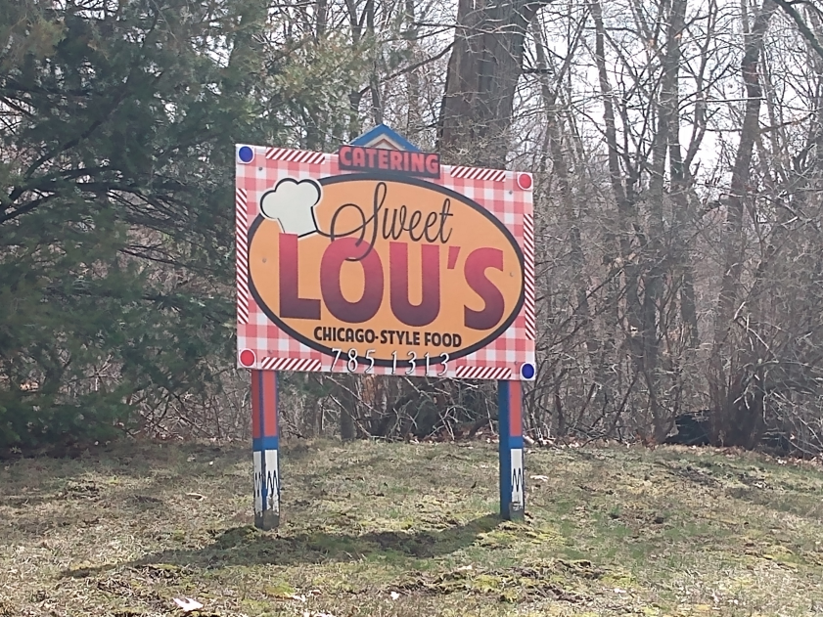 CATERING
Sweet
LOU'S
CHICAGO-STYLE FOOD
785 1313